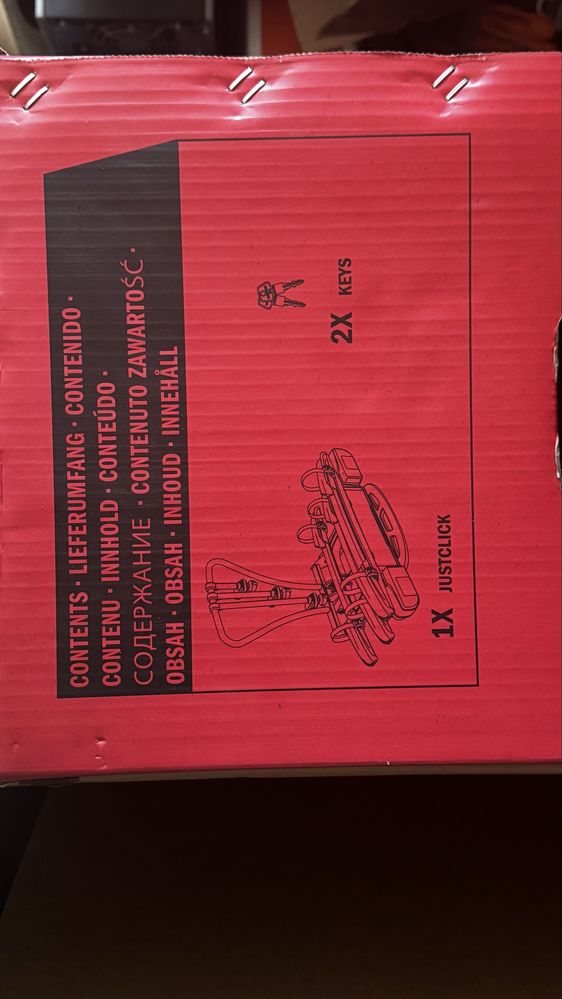 CONTENTS · LIEFERUMFANG · CONTENIDO ·
CONTENU · INNHOLD · CONTEÚDO ·
СОДЕРЖАНИЕ · CONTENUTO ZAWARTOŚĆ ·
OBSAH · OBSAH · INHOUD · INNEHÅLL
1X JUSTCLICK
2X KEYS